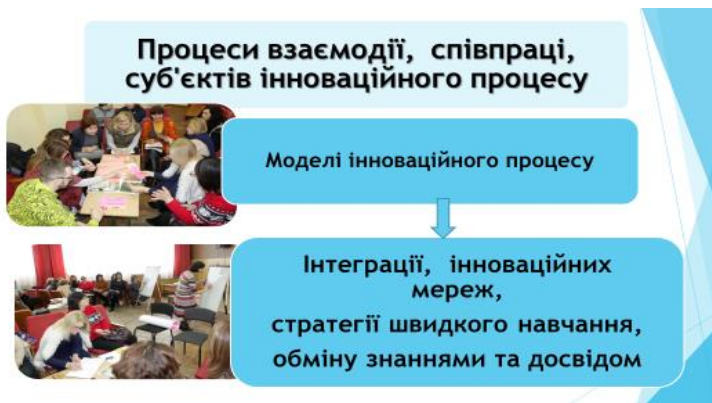 Процеси взаємодії, співпраці,
суб'єктів інноваційного процесу
Моделі інноваційного процесу
Інтеграції, інноваційних
мереж,
стратегії швидкого навчання,
обміну знаннями та досвідом